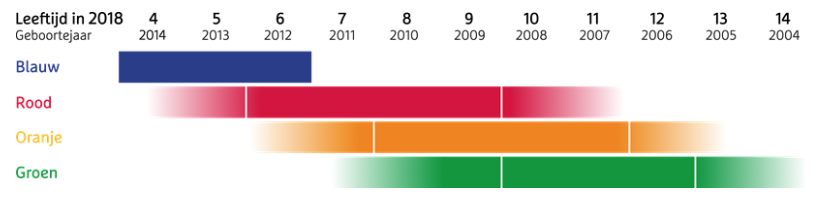 Leeftijd in 2018 4 5 6 7 8 9 10 11 12 13 14
Geboortejaar 2014 2013 2012 2011 2010 2009 2008 2007 2006 2005 2004
Blauw
Rood
Oranje
Groen